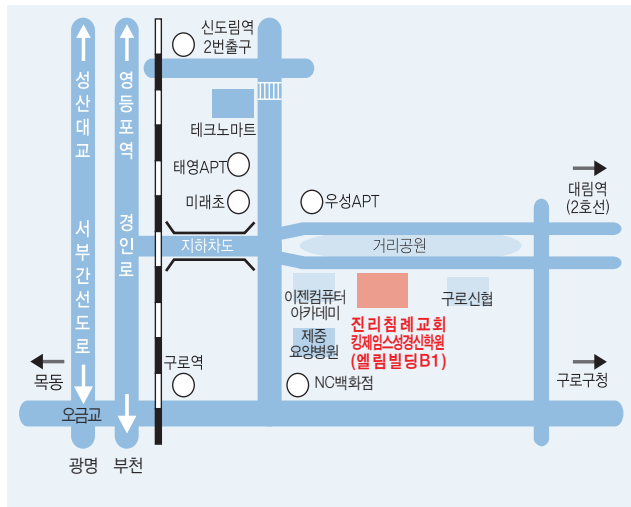 신도림역
2번출구
성산대교
영등포역
테크노마트
태영APT
미래초
우성APT
대림역
(2호선)
서부간선도로
경인로
지하차도
거리공원
이젠컴퓨터
아카데미
구로신협
진리침례교회
킹제임스성경신학원
(엘림빌딩B1)
제중
요양병원
구로역
NC백화점
목동
구로구청
오금교
광명
부천